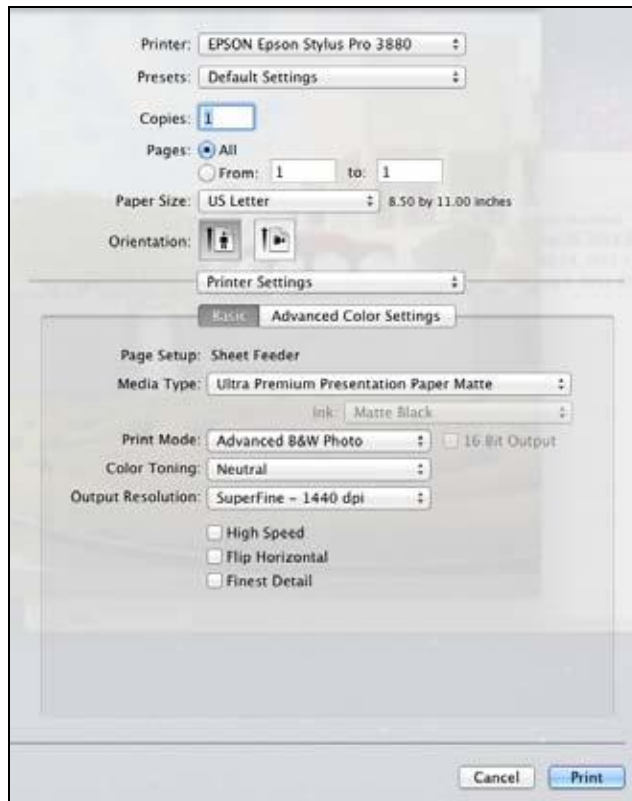 Printer: EPSON Epson Stylus Pro 3880
Presets: Default Settings
Copies: 1
Pages: All
From: 1 to: 1
Paper Size: US Letter 8.50 by 11.00 inches
Orientation:
Printer Settings
Basic Advanced Color Settings
Page Setup: Sheet Feeder
Media Type: Ultra Premium Presentation Paper Matte
Ink: Matte Black
Print Mode: Advanced B&W Photo 16 Bit Output
Color Toning: Neutral
Output Resolution: SuperFine – 1440 dpi
High Speed
Flip Horizontal
Finest Detail
Cancel Print